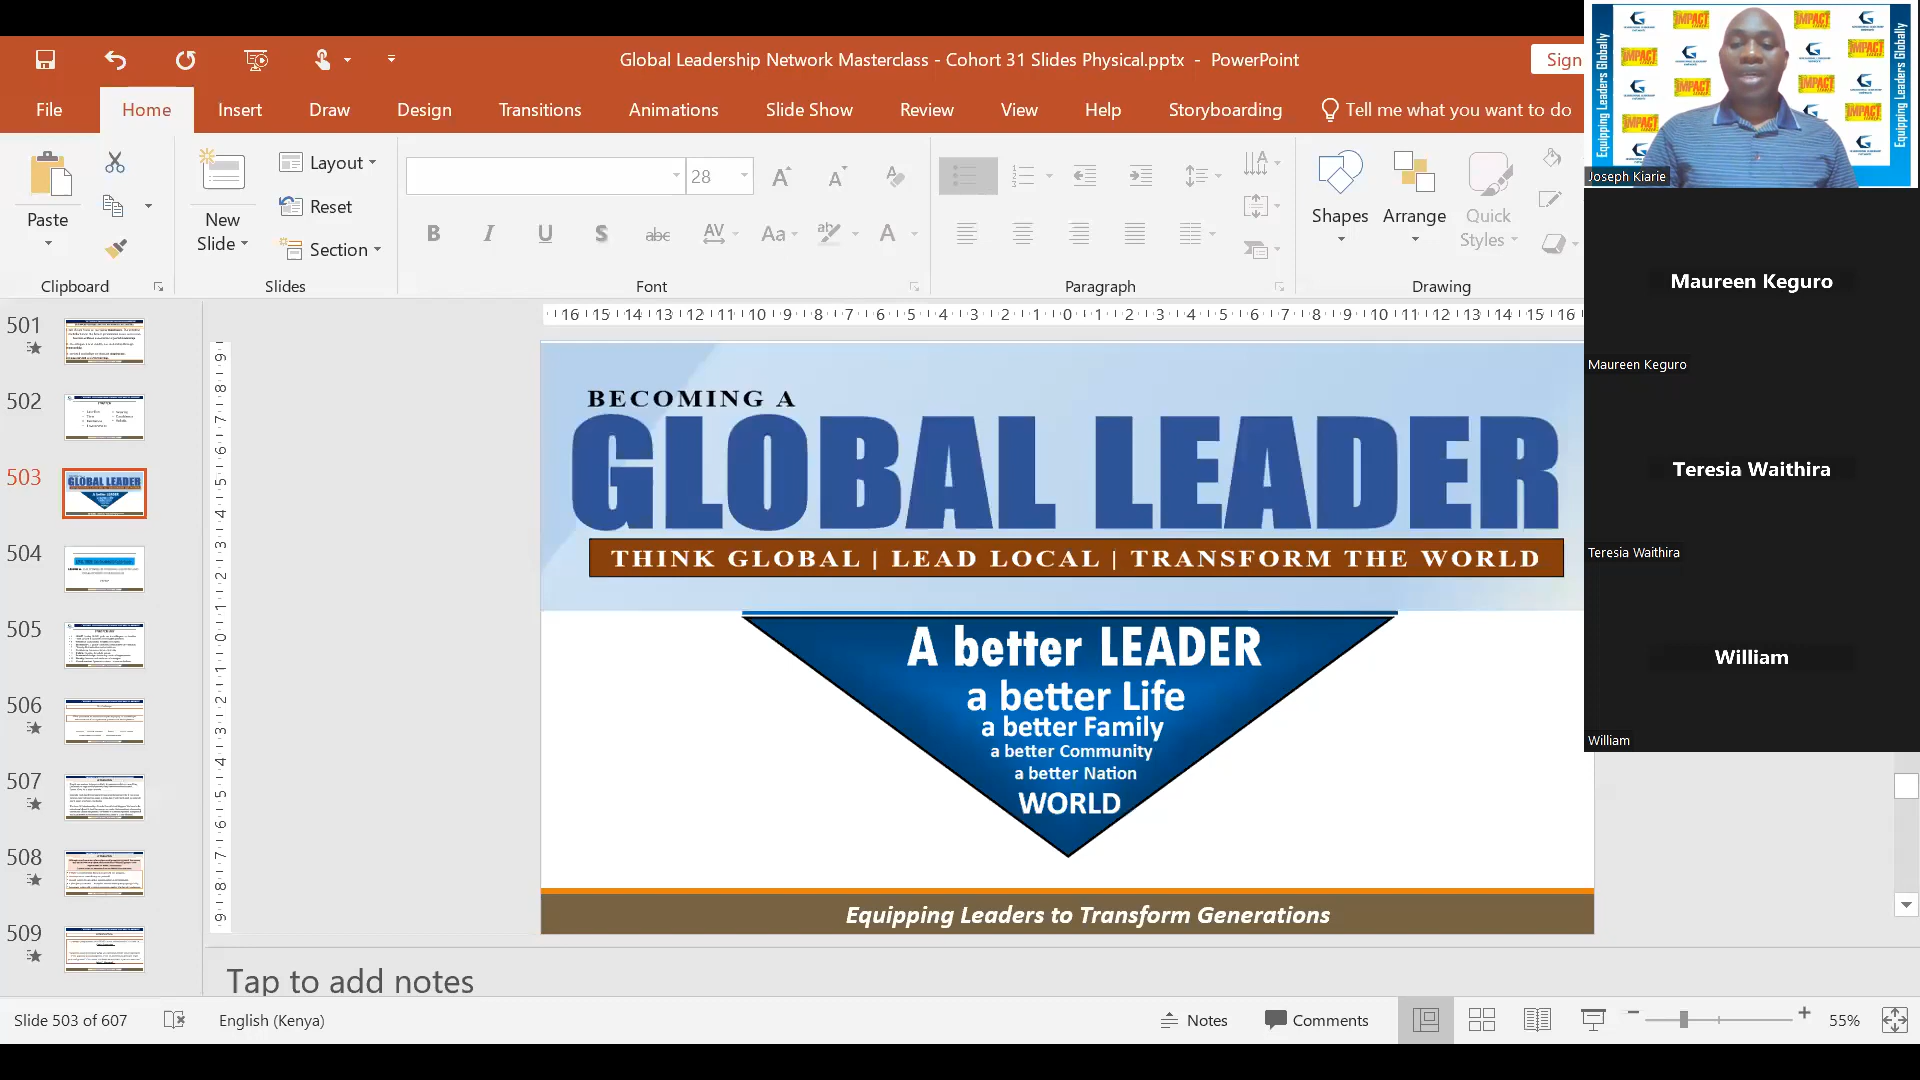 Global Leadership Network Masterclass - Cohort 31 Slides Physical.pptx - PowerPoint
Sign
File Home Insert Draw Design Transitions Animations Slide Show Review View Help Storyboarding Tell me what you want to do
Paste
New Slide
Layout
Reset
Section
28
Shapes
Arrange
Quick Styles
Clipboard
Slides
Font
Paragraph
Drawing
501
502
503
504
505
506
507
508
509
BECOMING A
GLOBAL LEADER
THINK GLOBAL | LEAD LOCAL | TRANSFORM THE WORLD
A better LEADER
a better Life
a better Family
a better Community
a better Nation
WORLD
Equipping Leaders to Transform Generations
Tap to add notes
Slide 503 of 607
English (Kenya)
Notes
Comments
55%
Equipping Leaders Globally
IMPACT
Equipping Leaders Globally
Joseph Kiarie
Maureen Keguro
Maureen Keguro
Teresia Waithira
Teresia Waithira
William
William